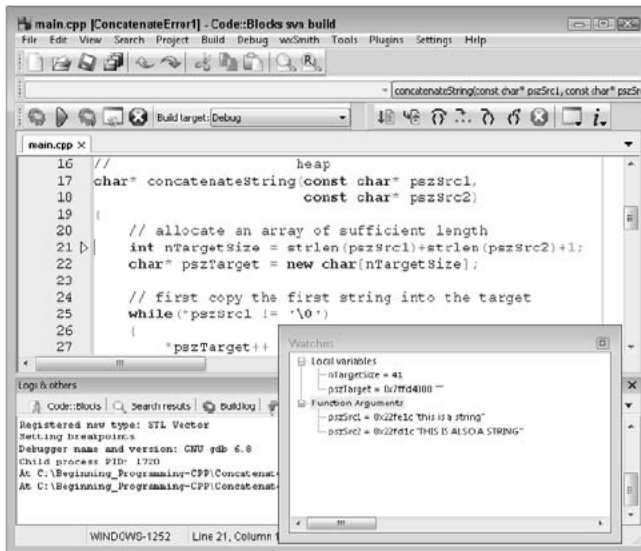 main.cpp [ConcatenateError1] - Code::Blocks svn build
File Edit View Search Project Build Debug wxSmith Tools Plugins Settings Help
concatenateString(const char* pszSrc1, const char* pszSr
Build target: Debug
main.cpp
16 // heap
17 char* concatenateString(const char* pszSrc1,
18 const char* pszSrc2)
19 {
20 // allocate an array of sufficient length
21 int nTargetSize = strlen(pszSrc1)+strlen(pszSrc2)+1;
22 char* pszTarget = new char[nTargetSize];
23
24 // first copy the first string into the target
25 while(*pszSrc1 != '\0')
26 {
27 *pszTarget++
Watches
Local variables
nTargetSize = 41
pszTarget = 0x7ffd4000 ""
Function Arguments
pszSrc1 = 0x22fe1c "this is a string"
pszSrc2 = 0x22fd1c "THIS IS ALSO A STRING"
Logs & others
Code::Blocks Search results Build log
Registered new type: STL Vector
Setting breakpoints
Debugger name and version: GNU gdb 6.8
Child process PID: 1720
At C:\Beginning_Programming-CPP\Concatenat
At C:\Beginning_Programming-CPP\Concatenat
WINDOWS-1252 Line 21, Column